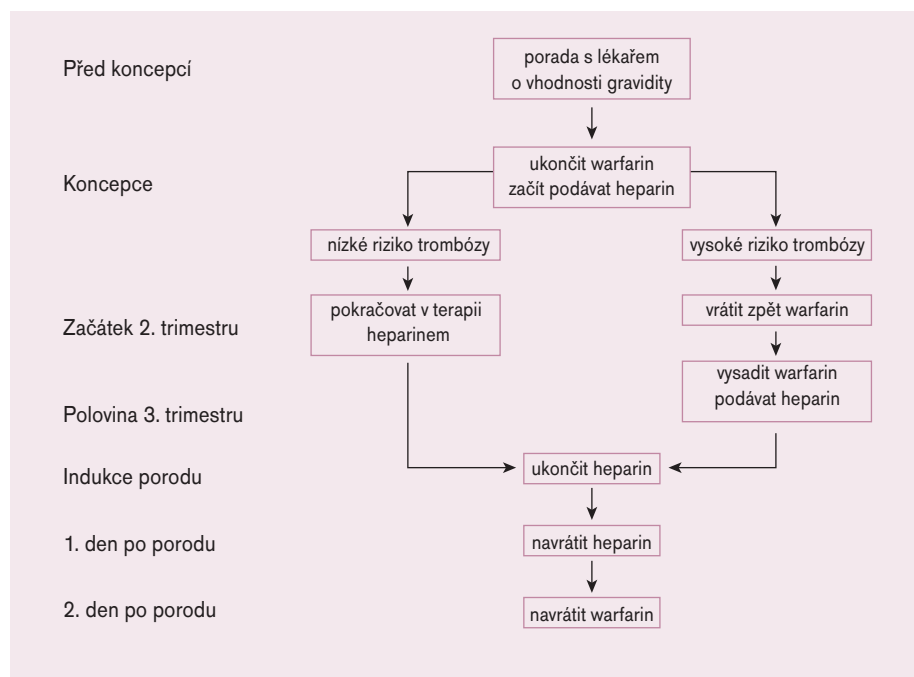 Před koncepcí
porada s lékařem
o vhodnosti gravidity
Koncepce
ukončit warfarin
začít podávat heparin
nízké riziko trombózy
vysoké riziko trombózy
Začátek 2. trimestru
pokračovat v terapii
heparinem
vrátit zpět warfarin
vysadit warfarin
podávat heparin
Polovina 3. trimestru
Indukce porodu
ukončit heparin
1. den po porodu
navrátit heparin
2. den po porodu
navrátit warfarin